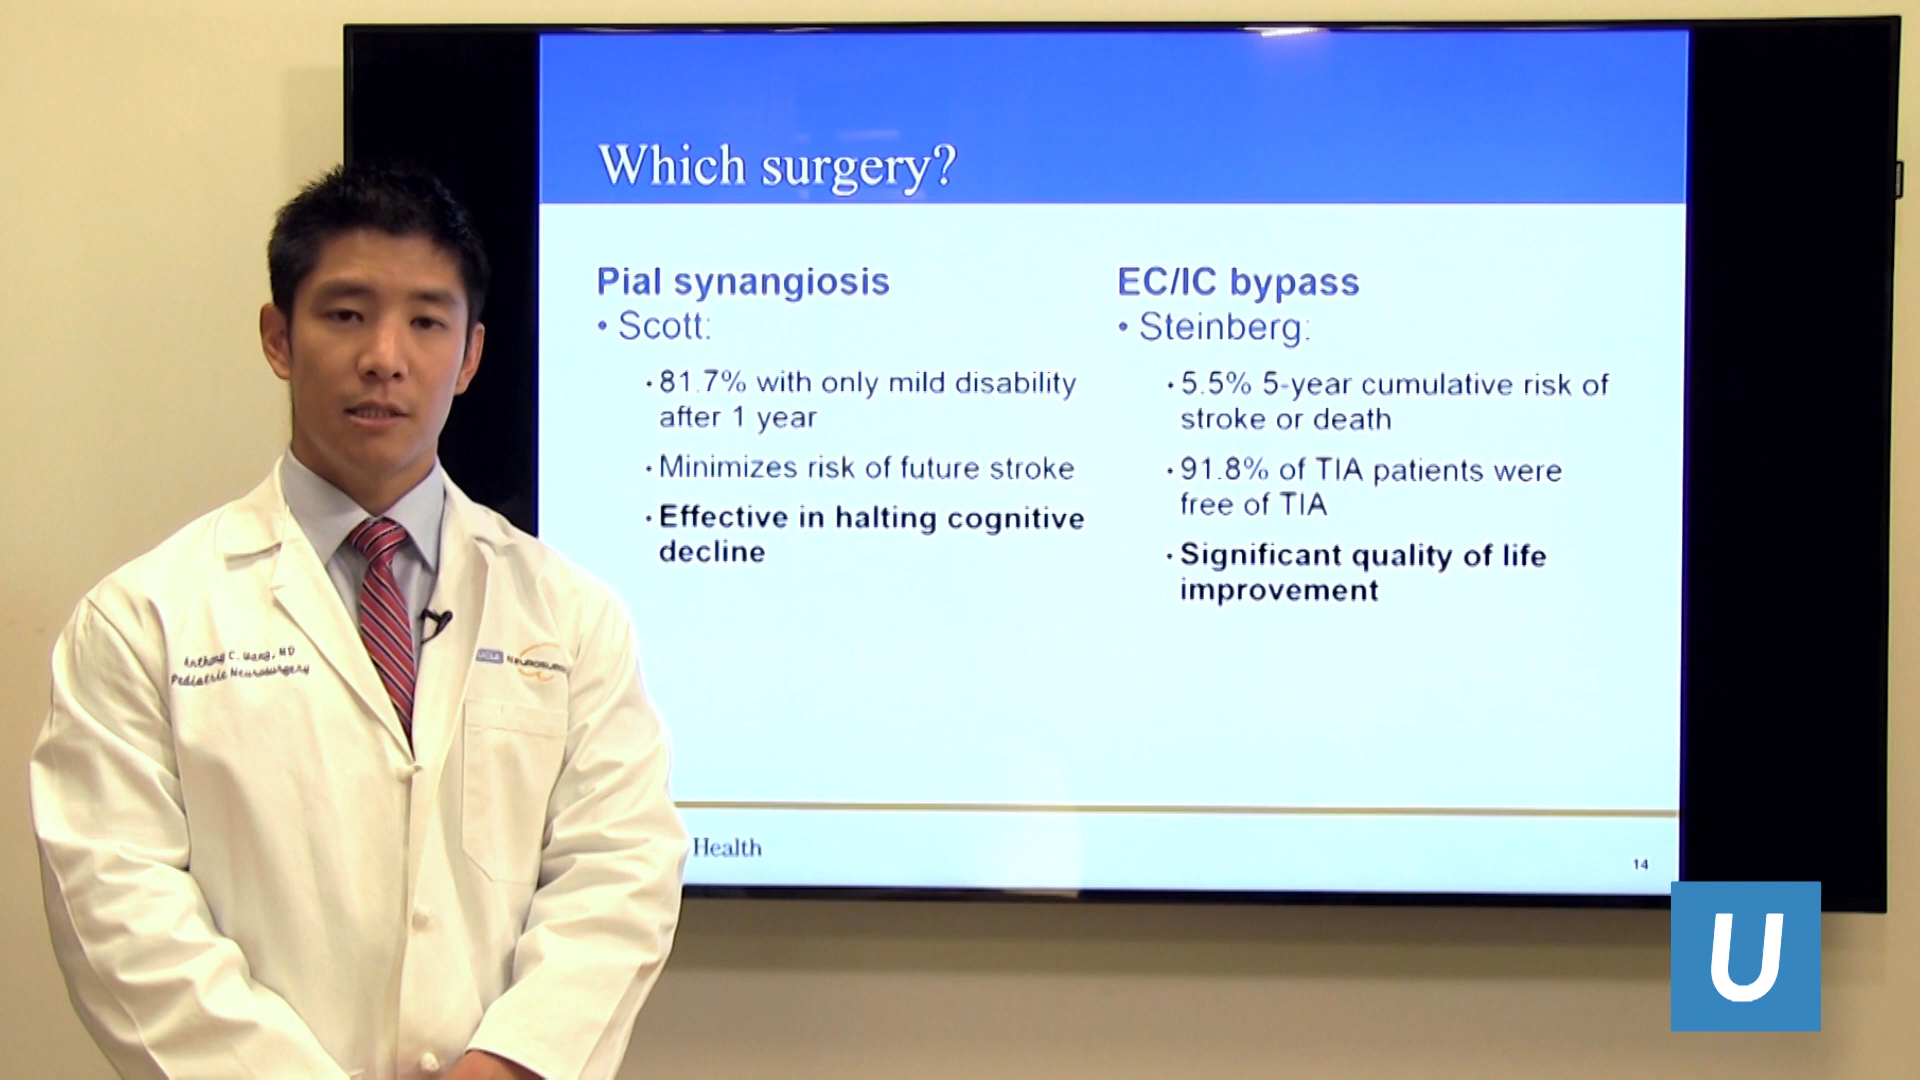 Which surgery?
Pial synangiosis
• Scott:
• 81.7% with only mild disability
after 1 year
• Minimizes risk of future stroke
• Effective in halting cognitive
decline
EC/IC bypass
• Steinberg:
• 5.5% 5-year cumulative risk of
stroke or death
• 91.8% of TIA patients were
free of TIA
• Significant quality of life
improvement
Anthony C. Wang, MD
Pediatric Neurosurgery
UCLA
Health
14
U